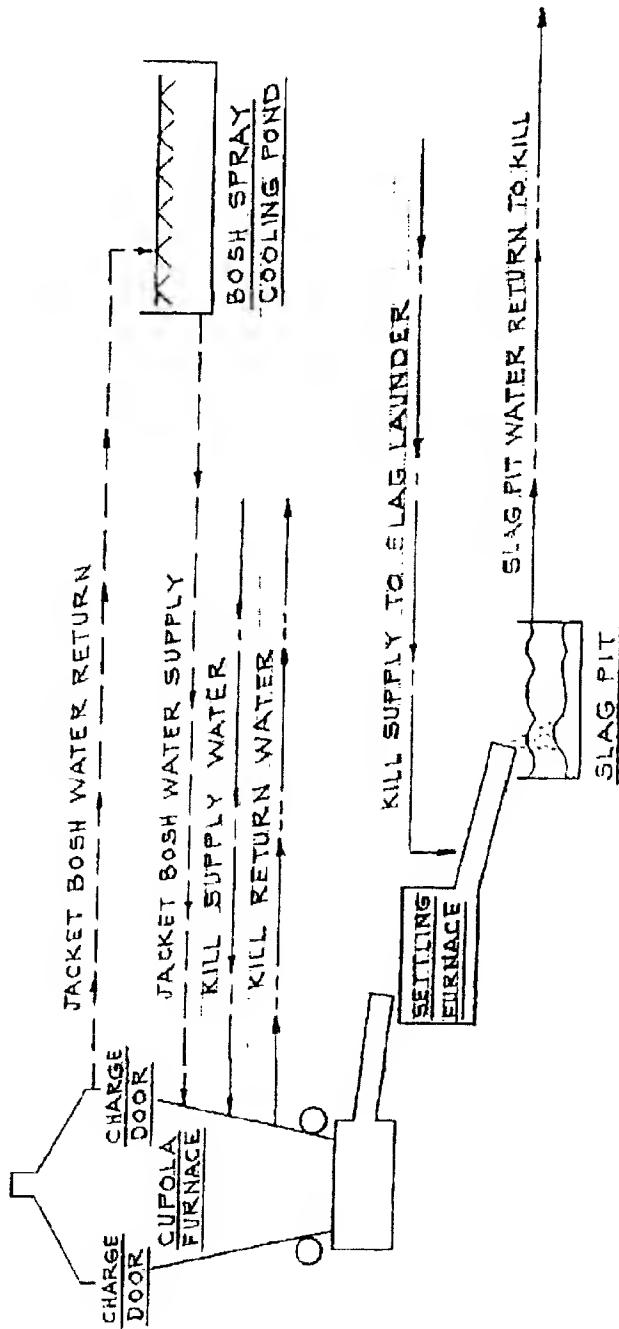 JACKET BOSH WATER RETURN
BOSH SPRAY
COOLING POND
CHARGE
DOOR
CHARGE
DOOR
CUPOLA
FURNACE
JACKET BOSH WATER SUPPLY
KILL SUPPLY WATER
KILL RETURN WATER
KILL SUPPLY TO SLAG LAUNDER
SETTLING
FURNACE
SLAG PIT WATER RETURN TO KILL
SLAG PIT